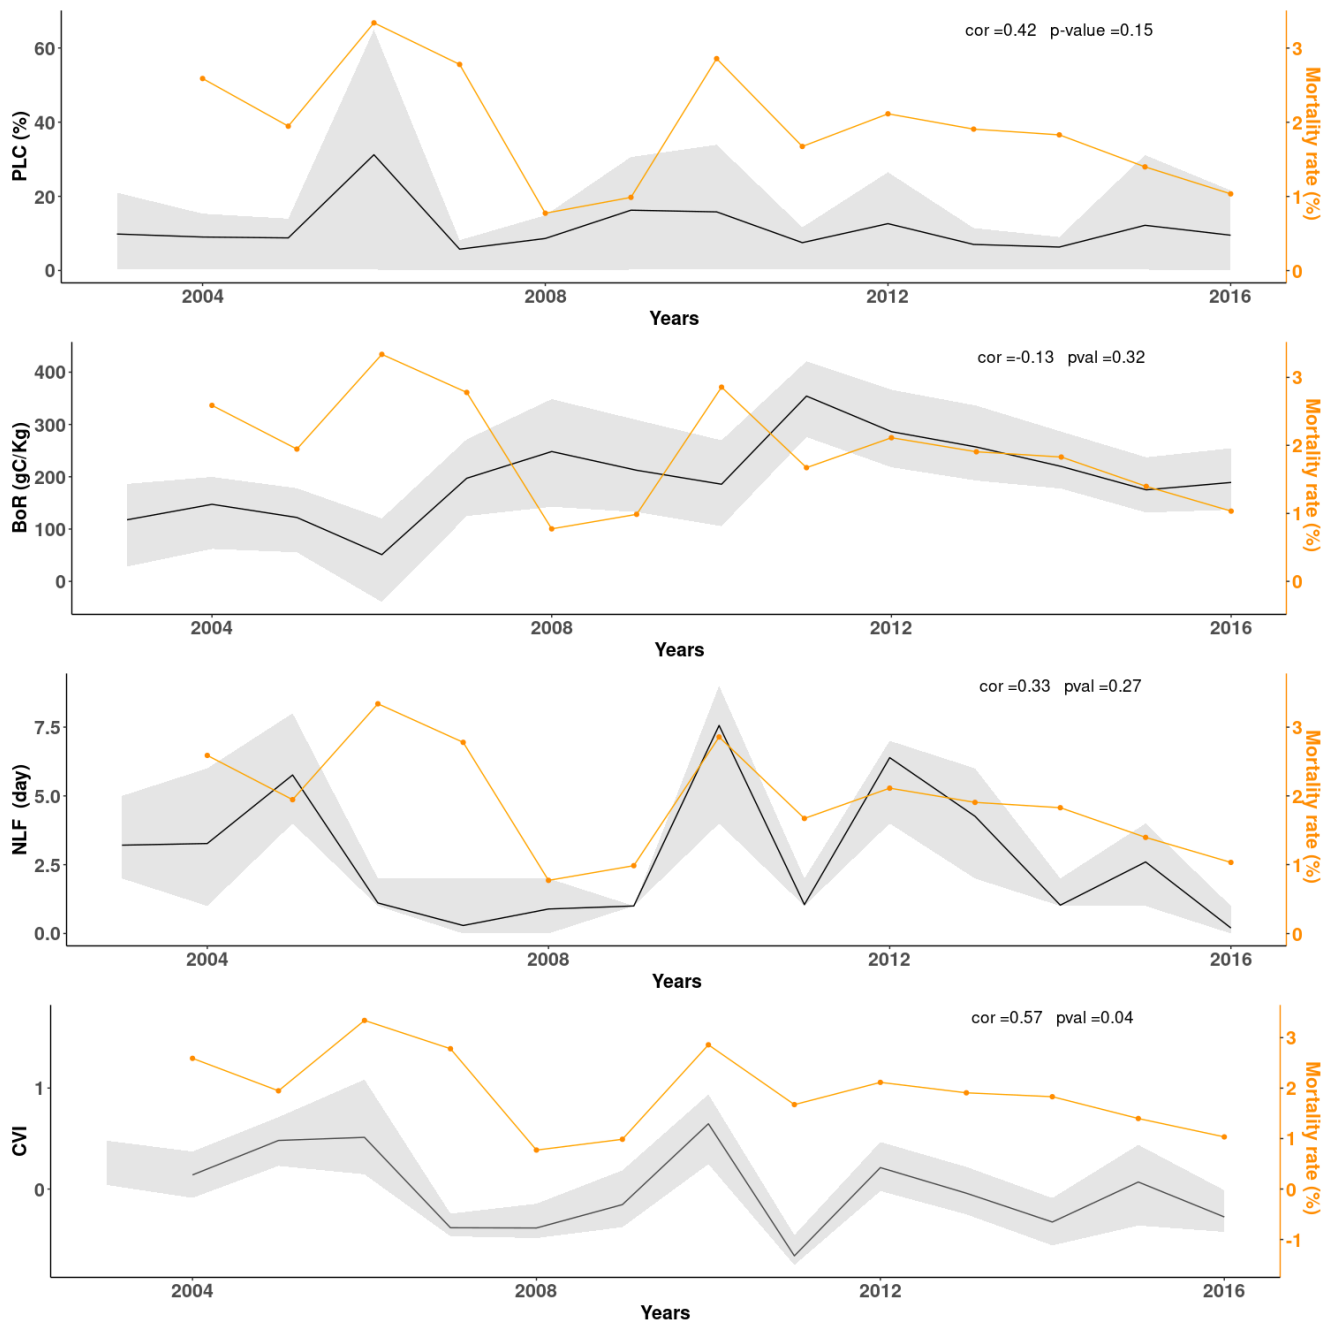 cor =0.42 p-value =0.15
60
40
20
0
PLC (%)
3
2
1
0
Mortality rate (%)
2004 2008 2012 2016
Years
cor =-0.13 pval =0.32
400
300
200
100
0
BoR (gC/Kg)
3
2
1
0
Mortality rate (%)
2004 2008 2012 2016
Years
cor =0.33 pval =0.27
7.5
5.0
2.5
0.0
NLF (day)
3
2
1
0
Mortality rate (%)
2004 2008 2012 2016
Years
cor =0.57 pval =0.04
1
0
CVI
3
2
1
0
-1
Mortality rate (%)
2004 2008 2012 2016
Years